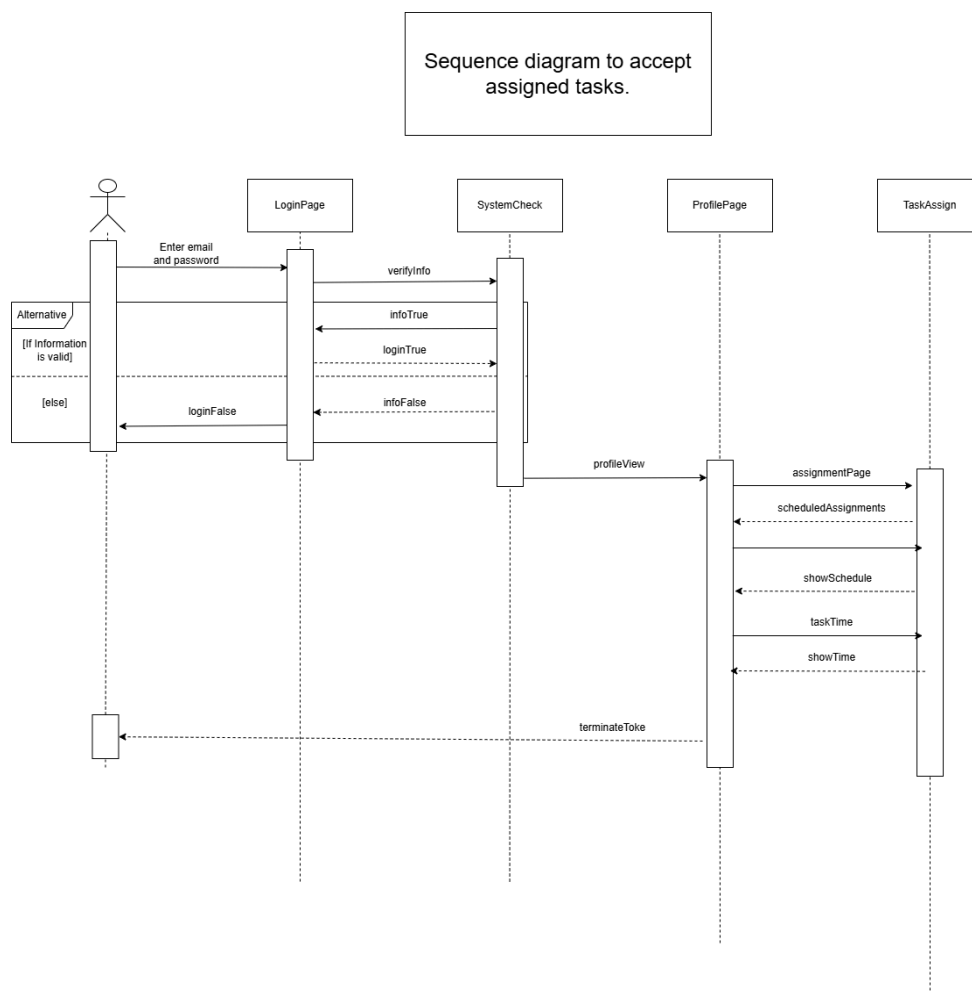 Sequence diagram to accept
assigned tasks.
LoginPage
SystemCheck
ProfilePage
TaskAssign
Enter email
and password
verifyInfo
Alternative
infoTrue
[If Information
is valid]
loginTrue
[else]
infoFalse
loginFalse
profileView
assignmentPage
scheduledAssignments
showSchedule
taskTime
showTime
terminateToke